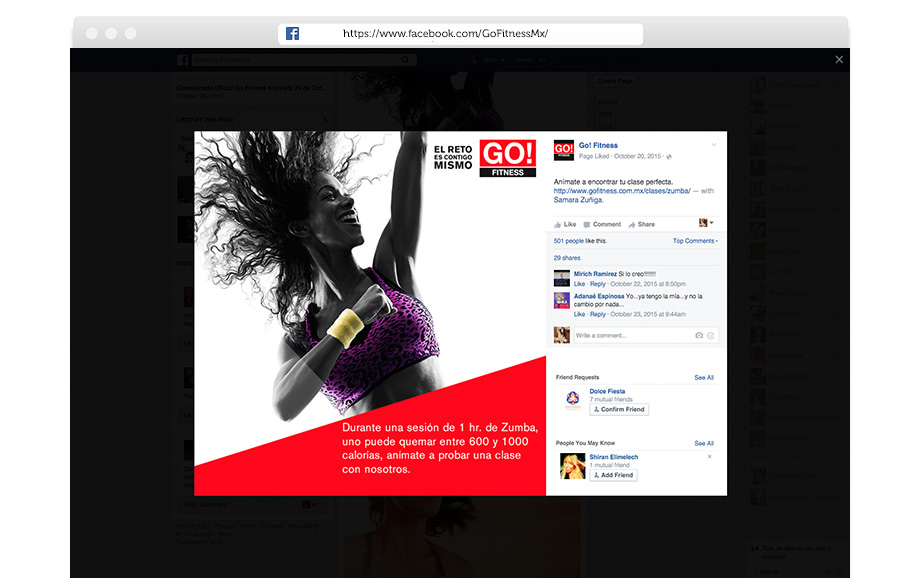 https://www.facebook.com/GoFitnessMx/
Create Page
EL RETO
ES CONTIGO
MISMO
GO!
FITNESS
Durante una sesión de 1 hr. de Zumba,
uno puede quemar entre 600 y 1000
calorías, anímate a probar una clase
con nosotros.
GO!
FITNESS
Go! Fitness
Page Liked · October 20, 2015 ·
Anímate a encontrar tu clase perfecta.
http://www.gofitness.com.mx/clases/zumba/ — with
Samara Zuñiga.
Like Comment Share
501 people like this. Top Comments
29 shares
Mirich Ramirez Si lo creo!!!!!!!
Like · Reply · October 22, 2015 at 8:50pm
Adanaé Espinosa Yo...ya tengo la mía...y no la
cambio por nada...
Like · Reply · October 23, 2015 at 9:44am
Write a comment...
Friend Requests See All
Dolce Fiesta
7 mutual friends
Confirm Friend
People You May Know See All
Shiran Elimelech
1 mutual friend
Add Friend